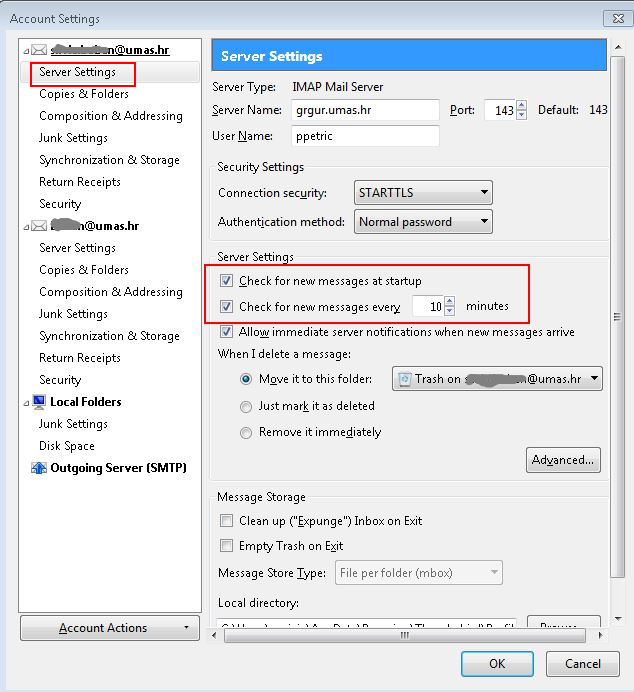 Account Settings
@umas.hr
Server Settings
Copies & Folders
Composition & Addressing
Junk Settings
Synchronization & Storage
Return Receipts
Security
@umas.hr
Server Settings
Copies & Folders
Composition & Addressing
Junk Settings
Synchronization & Storage
Return Receipts
Security
Local Folders
Junk Settings
Disk Space
Outgoing Server (SMTP)
Account Actions
Server Settings
Server Type: IMAP Mail Server
Server Name: grgur.umas.hr Port: 143 Default: 143
User Name: ppetric
Security Settings
Connection security: STARTTLS
Authentication method: Normal password
Server Settings
Check for new messages at startup
Check for new messages every 10 minutes
Allow immediate server notifications when new messages arrive
When I delete a message:
Move it to this folder: Trash on @umas.hr
Just mark it as deleted
Remove it immediately
Advanced...
Message Storage
Clean up ("Expunge") Inbox on Exit
Empty Trash on Exit
Message Store Type: File per folder (mbox)
Local directory:
OK Cancel